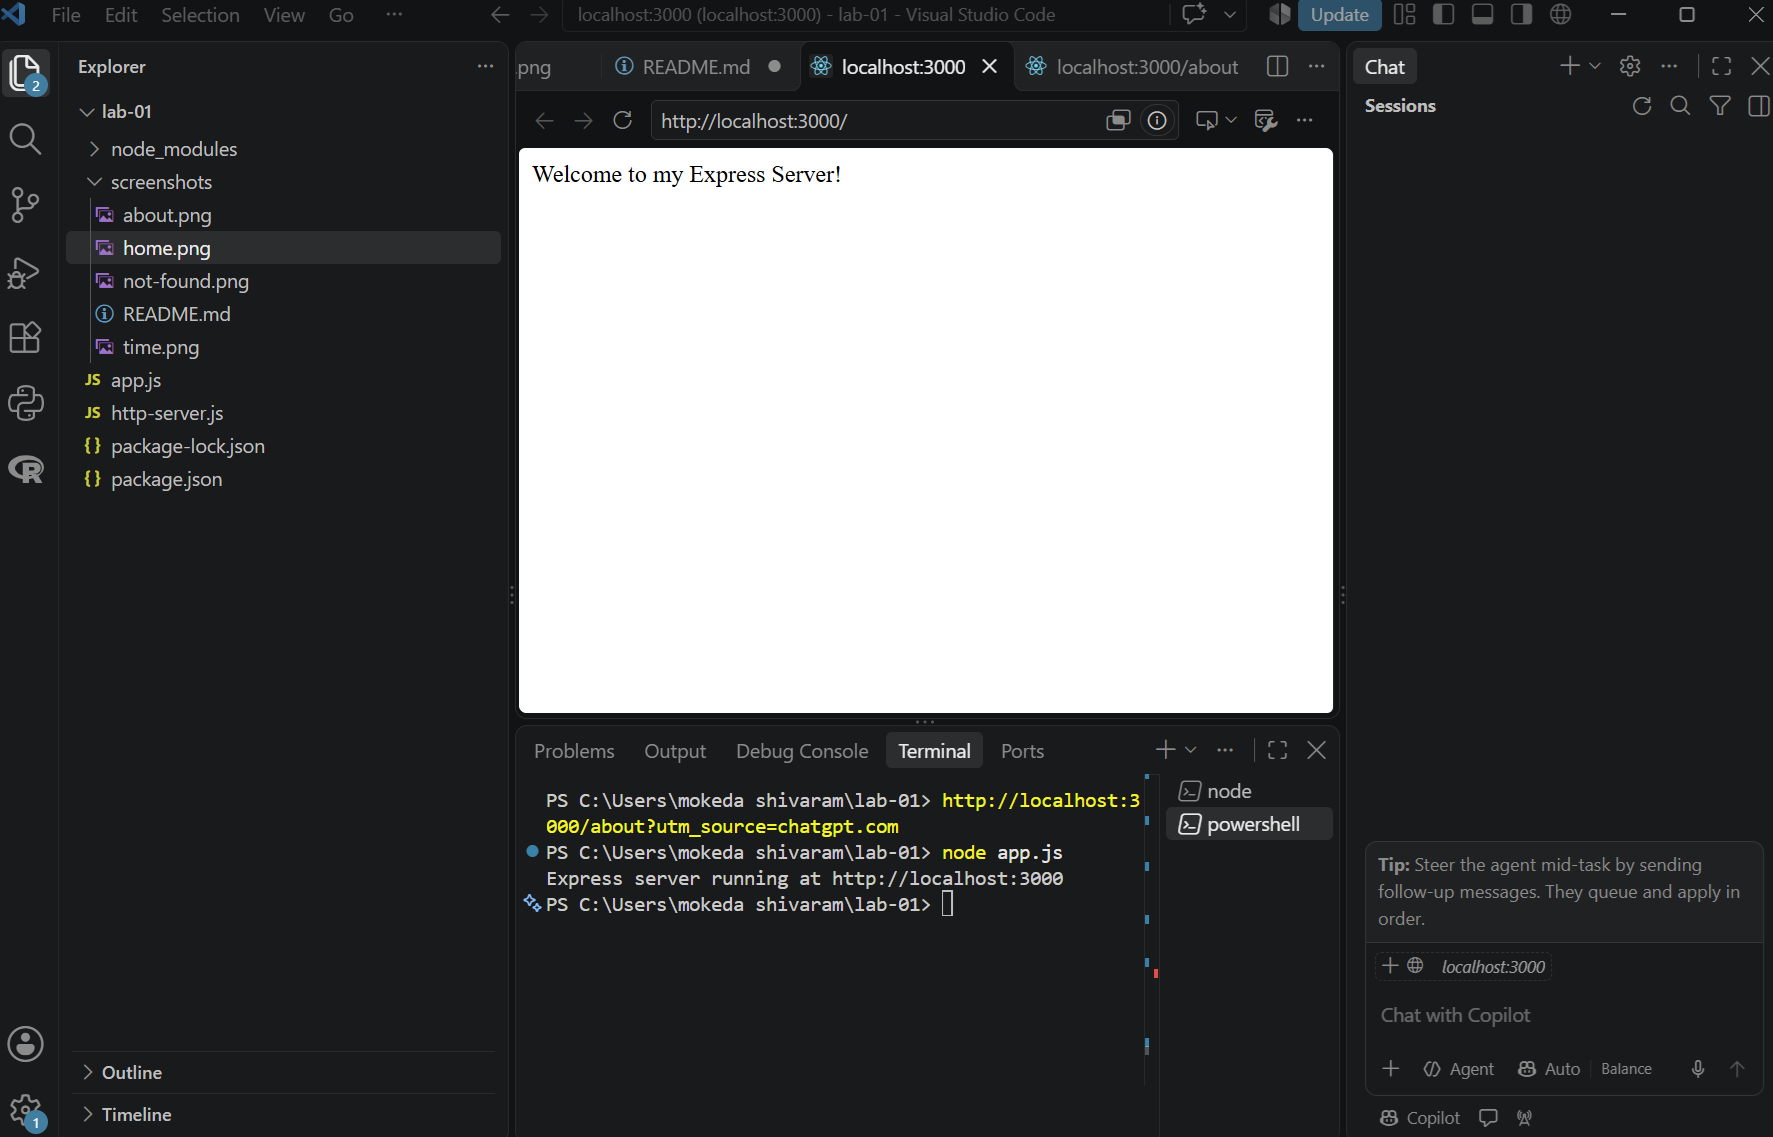 File Edit Selection View Go ··· localhost:3000 (localhost:3000) - lab-01 - Visual Studio Code Update
2
Explorer
lab-01
node_modules
screenshots
about.png
home.png
not-found.png
README.md
time.png
JS app.js
JS http-server.js
{} package-lock.json
{} package.json
R
Outline
Timeline
1
.png README.md localhost:3000 localhost:3000/about
http://localhost:3000/
Welcome to my Express Server!
Problems Output Debug Console Terminal Ports
PS C:\Users\mokeda shivaram\lab-01> http://localhost:3
000/about?utm_source=chatgpt.com
PS C:\Users\mokeda shivaram\lab-01> node app.js
Express server running at http://localhost:3000
PS C:\Users\mokeda shivaram\lab-01>
node
powershell
Chat
Sessions
Tip: Steer the agent mid-task by sending
follow-up messages. They queue and apply in
order.
localhost:3000
Chat with Copilot
Agent Auto Balance
Copilot